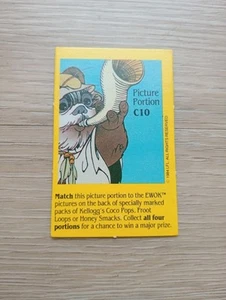 Picture
Portion
C10
Match this picture portion to the EWOK™
pictures on the back of specially marked
packs of Kellogg's Coco Pops, Froot
Loops or Honey Smacks. Collect all four
portions for a chance to win a major prize.